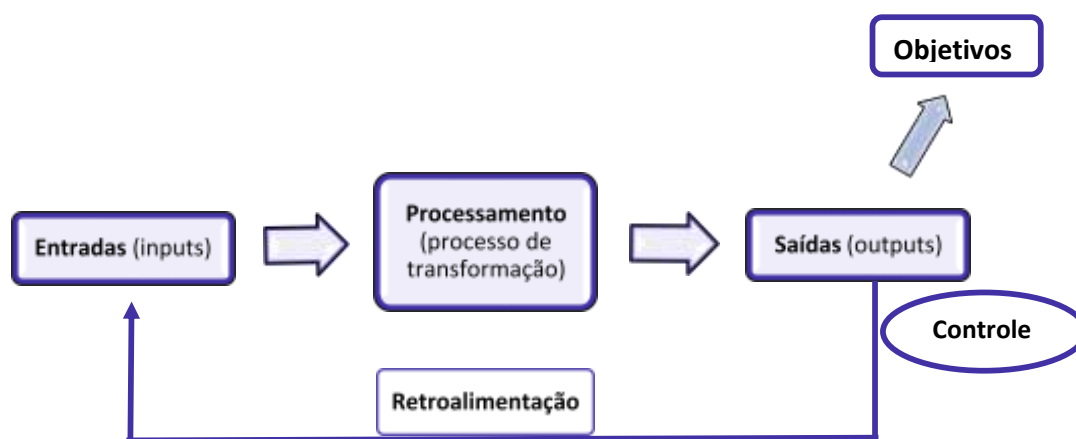 Objetivos
Entradas (inputs)
Processamento
(processo de
transformação)
Saídas (outputs)
Controle
Retroalimentação